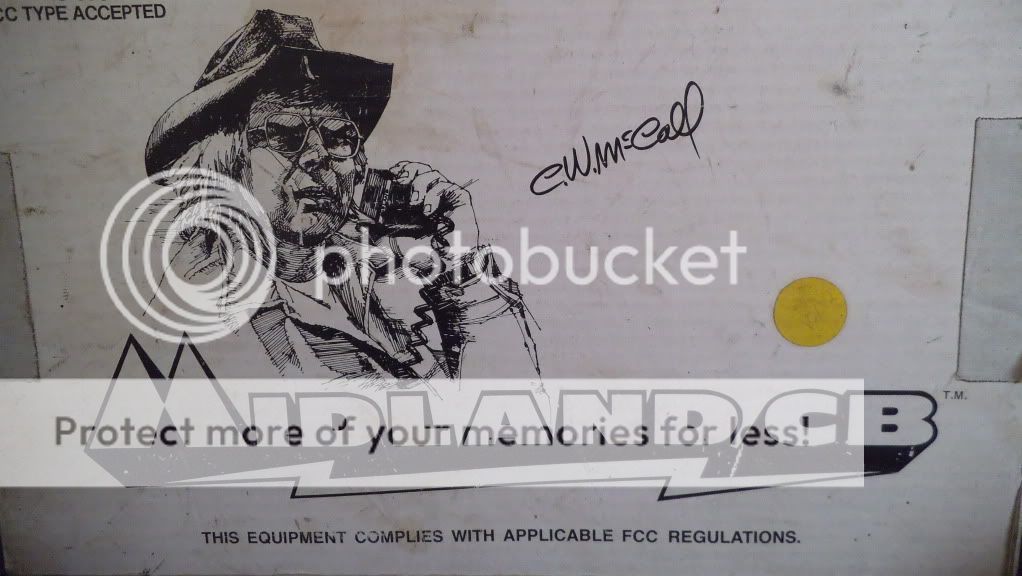 CC TYPE ACCEPTED
C.W. McCall
photobucket
MIDLAND CB T.M.
Protect more of your memories for less!
THIS EQUIPMENT COMPLIES WITH APPLICABLE FCC REGULATIONS.